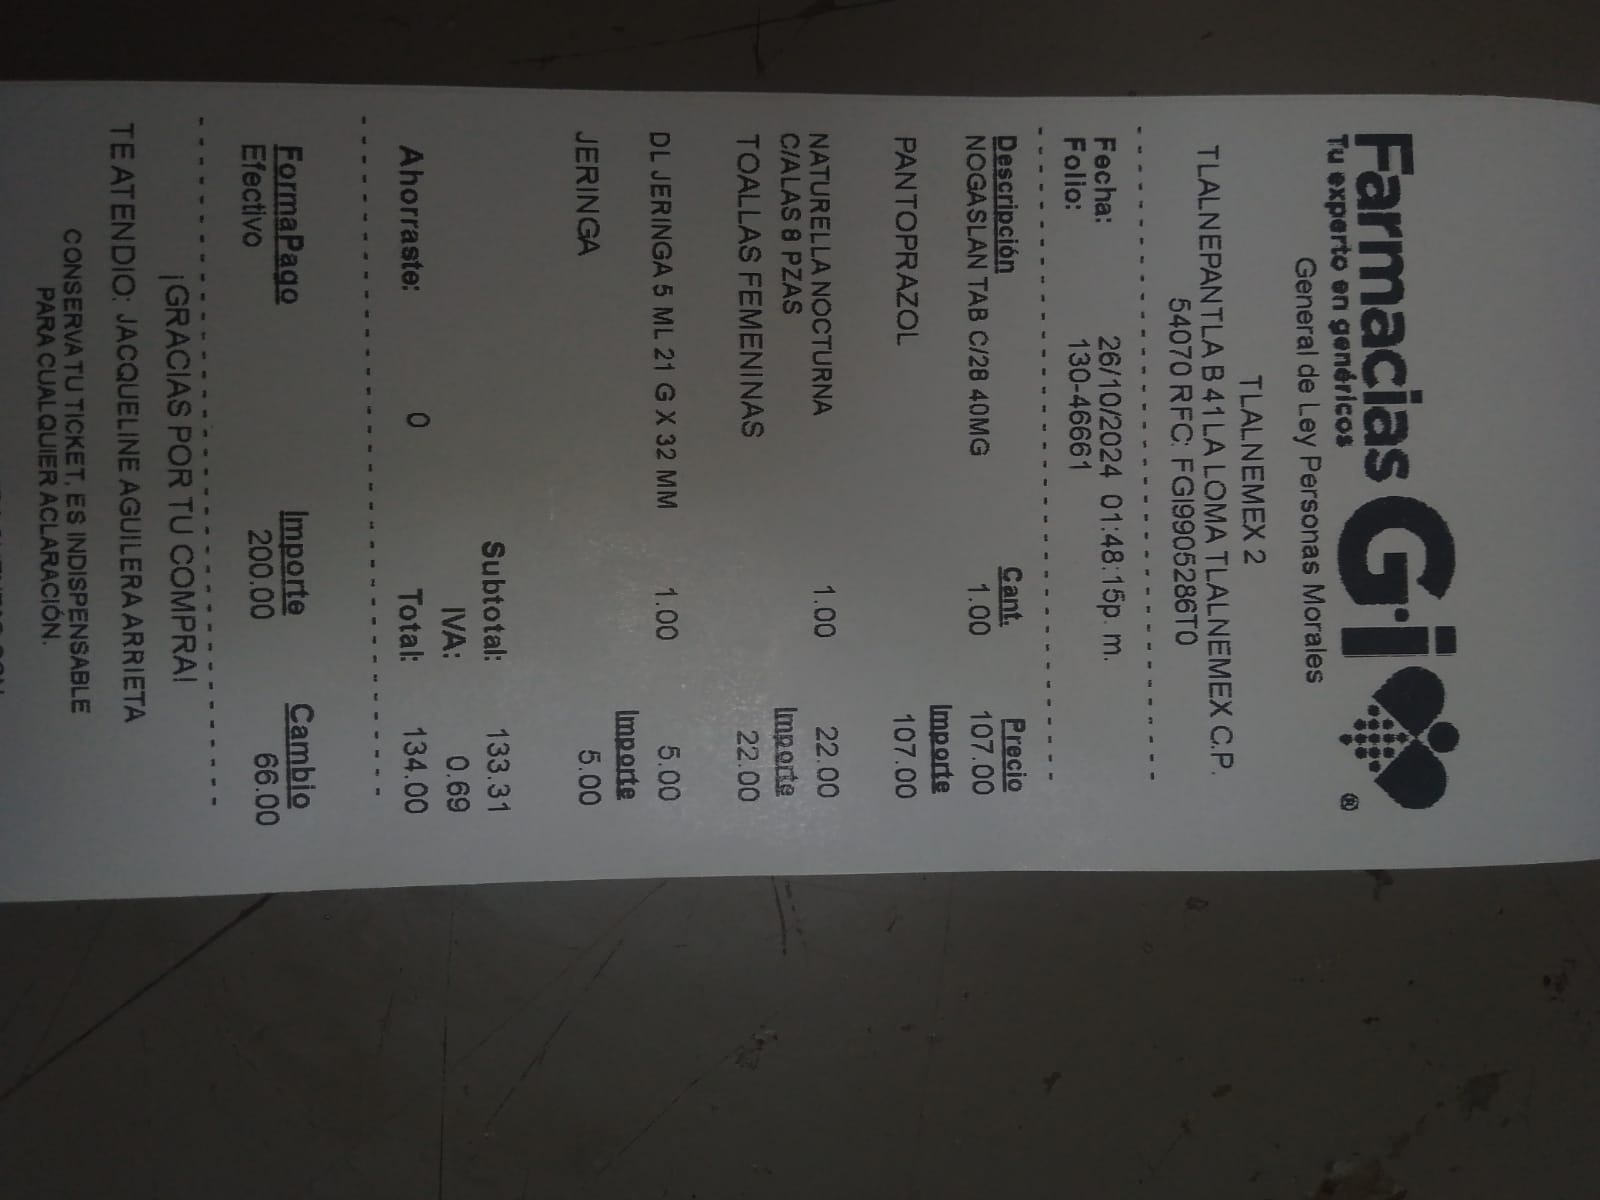 Farmacias Gi ®
Tu experto en genéricos
General de Ley Personas Morales
TLALNEMEX 2
TLALNEPANTLA B 41 LA LOMA TLALNEMEX C.P.
54070 RFC: FGI9905286T0
Fecha: 26/10/2024 01:48:15p. m.
Folio: 130-46661
Descripción Cant. Precio
NOGASLAN TAB C/28 40MG 1.00 107.00
Importe
PANTOPRAZOL 107.00
NATURELLA NOCTURNA 1.00 22.00
C/ALAS 8 PZAS Importe
TOALLAS FEMENINAS 22.00
DL JERINGA 5 ML 21 G X 32 MM 1.00 5.00
Importe
JERINGA 5.00
Subtotal: 133.31
IVA: 0.69
Ahorraste: 0 Total: 134.00
FormaPago Importe Cambio
Efectivo 200.00 66.00
¡GRACIAS POR TU COMPRA!
TE ATENDIO: JACQUELINE AGUILERA ARRIETA
CONSERVA TU TICKET, ES INDISPENSABLE
PARA CUALQUIER ACLARACIÓN.